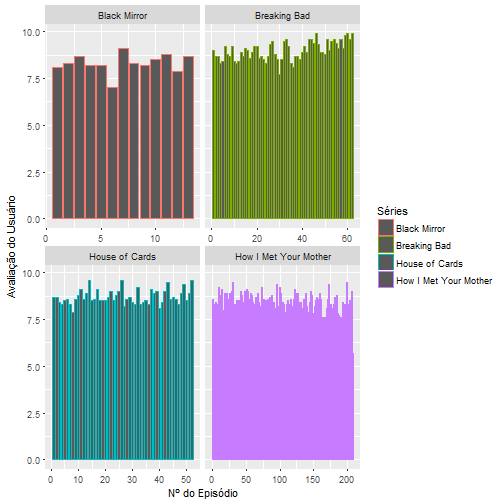 Black Mirror
Breaking Bad
10.0
7.5
5.0
2.5
0.0
0 5 10
0 20 40 60
Avaliação do Usuário
House of Cards
How I Met Your Mother
10.0
7.5
5.0
2.5
0.0
0 10 20 30 40 50
0 50 100 150 200
Nº do Episódio
Séries
Black Mirror
Breaking Bad
House of Cards
How I Met Your Mother